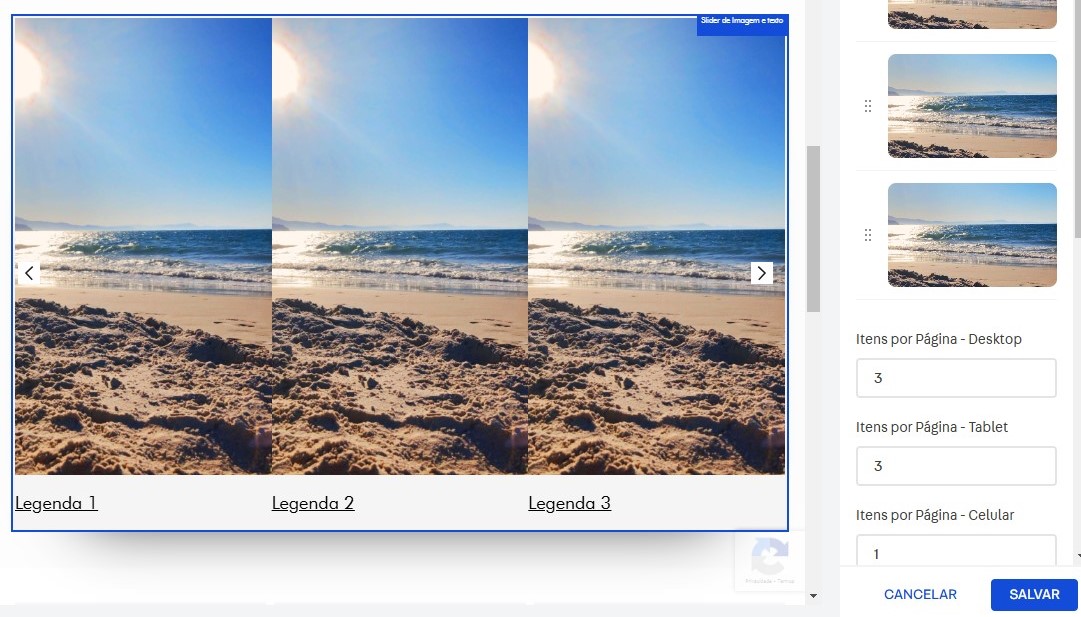 Slider de Imagem e texto
Legenda 1
Legenda 2
Legenda 3
Privacidade - Termos
Itens por Página - Desktop
3
Itens por Página - Tablet
3
Itens por Página - Celular
1
CANCELAR
SALVAR